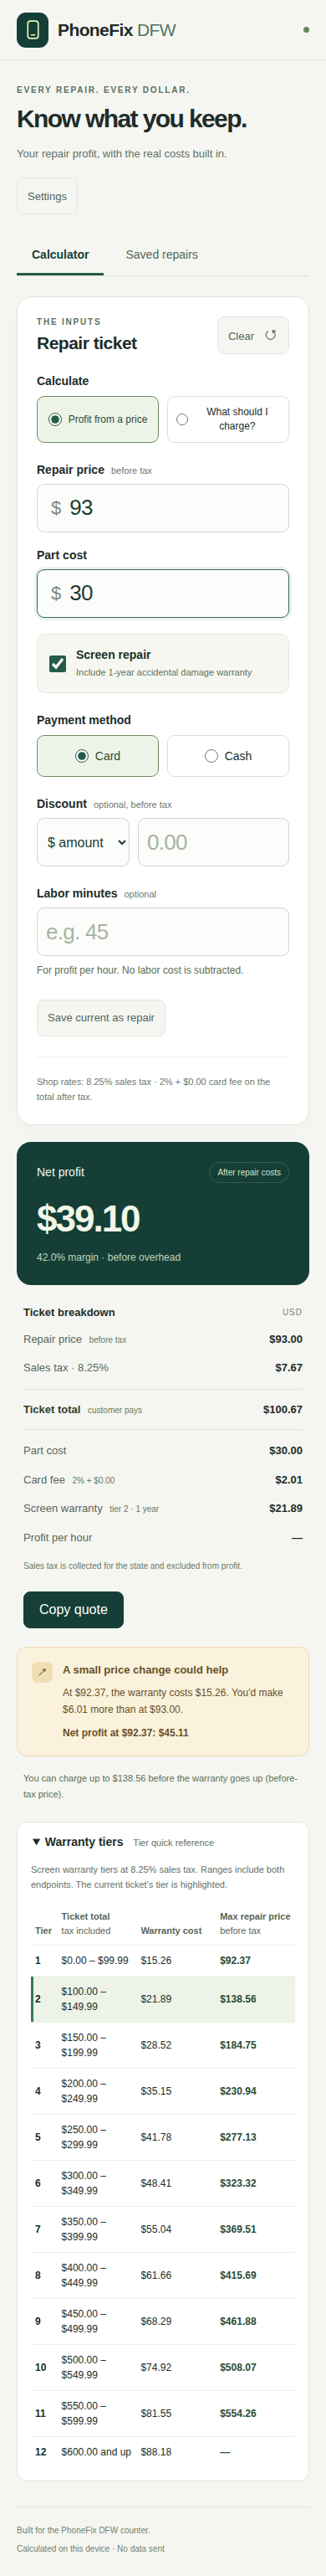 PhoneFix DFW
EVERY REPAIR. EVERY DOLLAR.
Know what you keep.
Your repair profit, with the real costs built in.
Settings
Calculator Saved repairs
THE INPUTS
Repair ticket
Clear
Calculate
Profit from a price
What should I
charge?
Repair price before tax
$ 93
Part cost
$ 30
Screen repair
Include 1-year accidental damage warranty
Payment method
Card
Cash
Discount optional, before tax
$ amount
0.00
Labor minutes optional
e.g. 45
For profit per hour. No labor cost is subtracted.
Save current as repair
Shop rates: 8.25% sales tax · 2% + $0.00 card fee on the
total after tax.
Net profit
After repair costs
$39.10
42.0% margin · before overhead
Ticket breakdown USD
Repair price before tax $93.00
Sales tax · 8.25% $7.67
Ticket total customer pays $100.67
Part cost $30.00
Card fee 2% + $0.00 $2.01
Screen warranty tier 2 · 1 year $21.89
Profit per hour —
Sales tax is collected for the state and excluded from profit.
Copy quote
A small price change could help
At $92.37, the warranty costs $15.26. You'd make
$6.01 more than at $93.00.
Net profit at $92.37: $45.11
You can charge up to $138.56 before the warranty goes up (before-
tax price).
Warranty tiers Tier quick reference
Screen warranty tiers at 8.25% sales tax. Ranges include both
endpoints. The current ticket's tier is highlighted.
Tier Ticket total tax included Warranty cost Max repair price before tax
1 $0.00 – $99.99 $15.26 $92.37
2 $100.00 – $149.99 $21.89 $138.56
3 $150.00 – $199.99 $28.52 $184.75
4 $200.00 – $249.99 $35.15 $230.94
5 $250.00 – $299.99 $41.78 $277.13
6 $300.00 – $349.99 $48.41 $323.32
7 $350.00 – $399.99 $55.04 $369.51
8 $400.00 – $449.99 $61.66 $415.69
9 $450.00 – $499.99 $68.29 $461.88
10 $500.00 – $549.99 $74.92 $508.07
11 $550.00 – $599.99 $81.55 $554.26
12 $600.00 and up $88.18 —
Built for the PhoneFix DFW counter.
Calculated on this device · No data sent